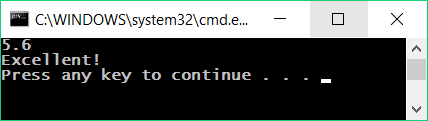 C:\WINDOWS\system32\cmd.e...
5.6
Excellent!
Press any key to continue . . .